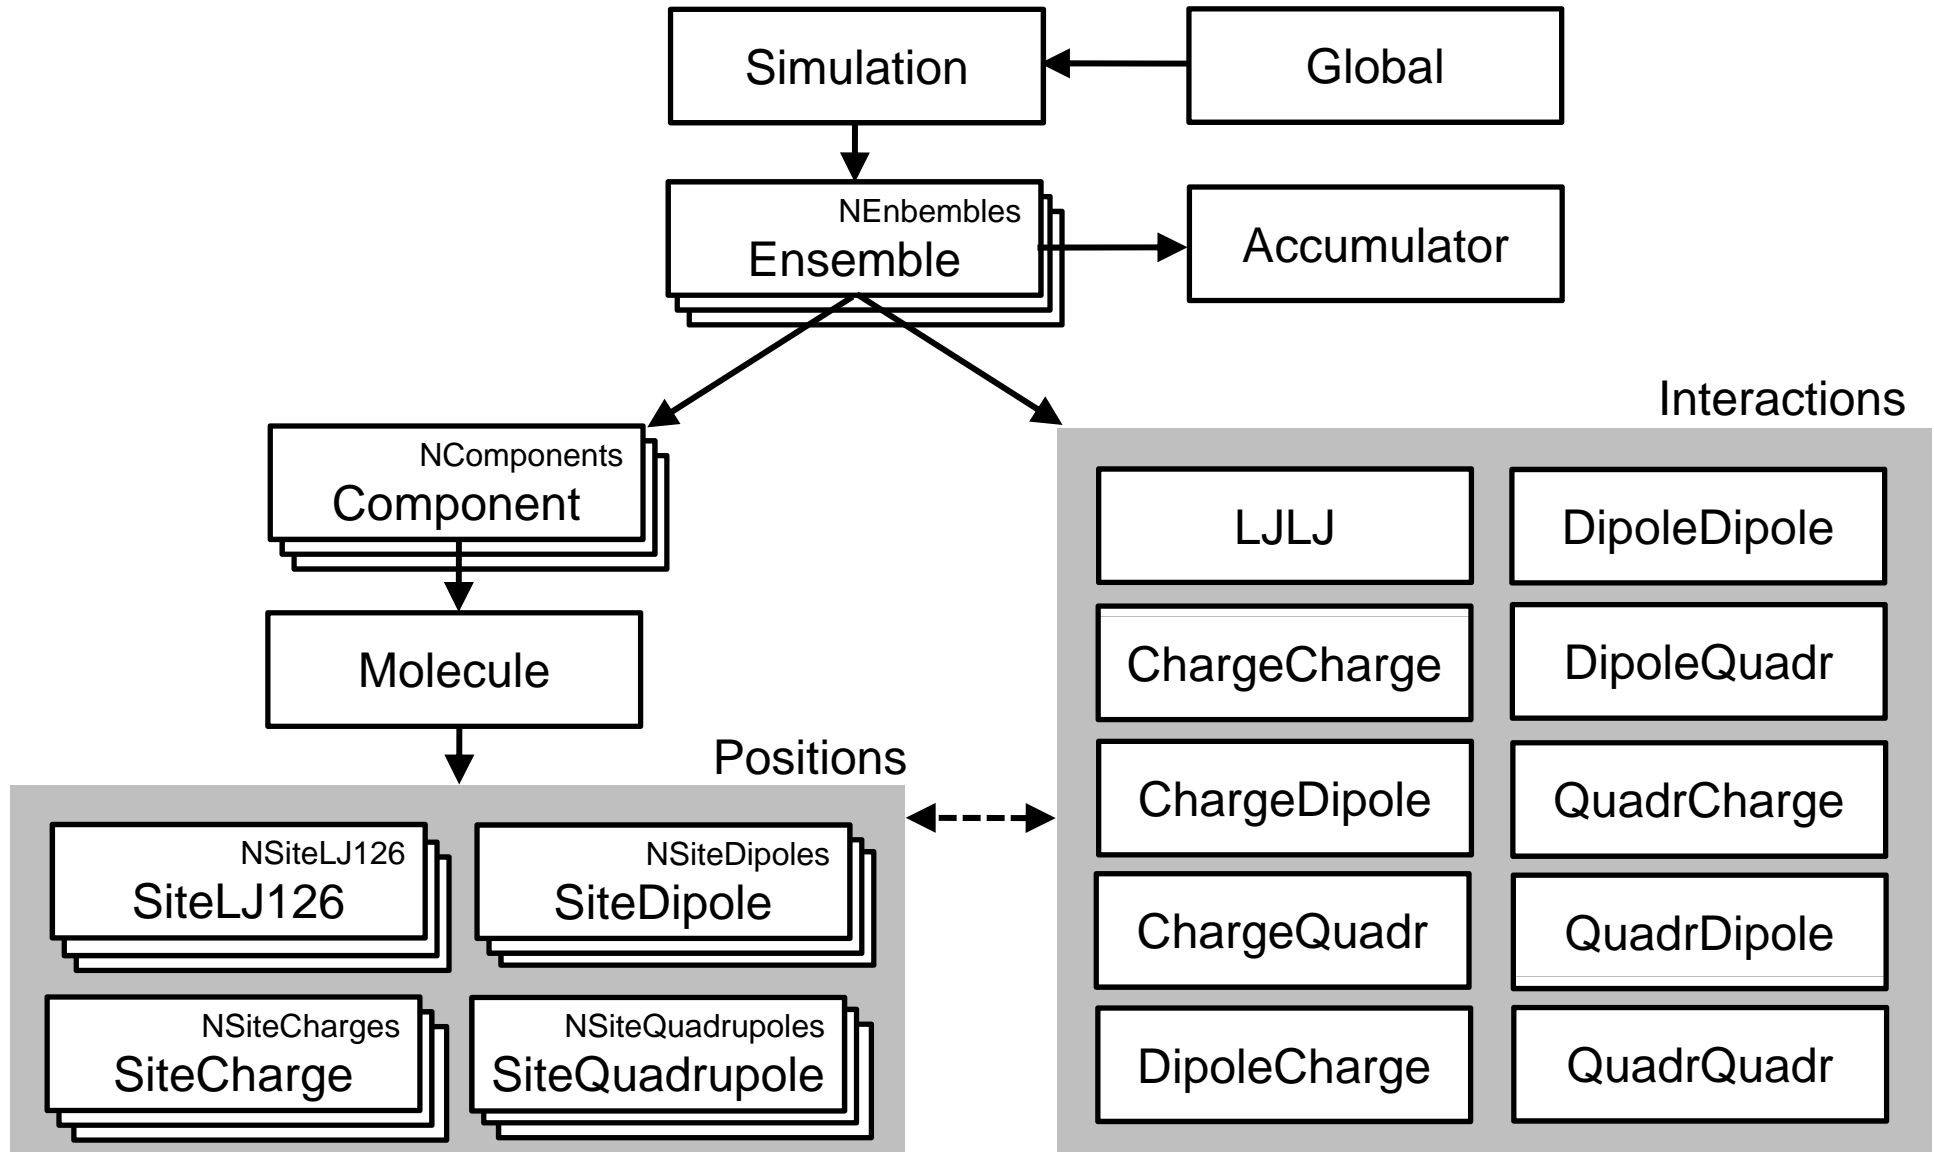 Simulation
Global
NEnbembles
Ensemble
Accumulator
Interactions
NComponents
Component
Molecule
Positions
NSiteLJ126
SiteLJ126
NSiteDipoles
SiteDipole
NSiteCharges
SiteCharge
NSiteQuadrupoles
SiteQuadrupole
LJLJ
DipoleDipole
ChargeCharge
DipoleQuadr
ChargeDipole
QuadrCharge
ChargeQuadr
QuadrDipole
DipoleCharge
QuadrQuadr